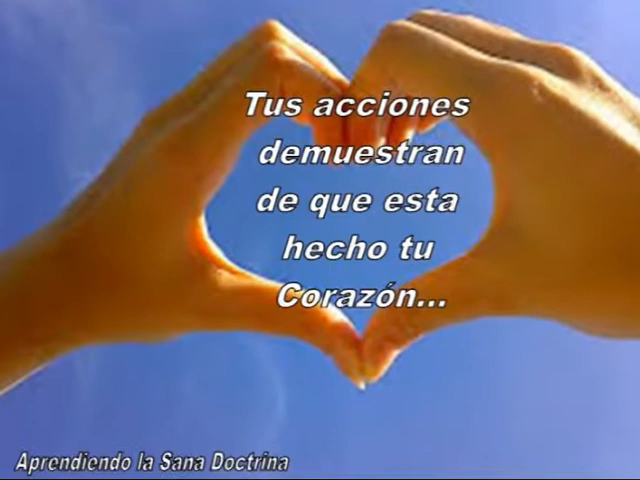 Tus acciones
demuestran
de que esta
hecho tu
Corazón...
Aprendiendo la Sana Doctrina